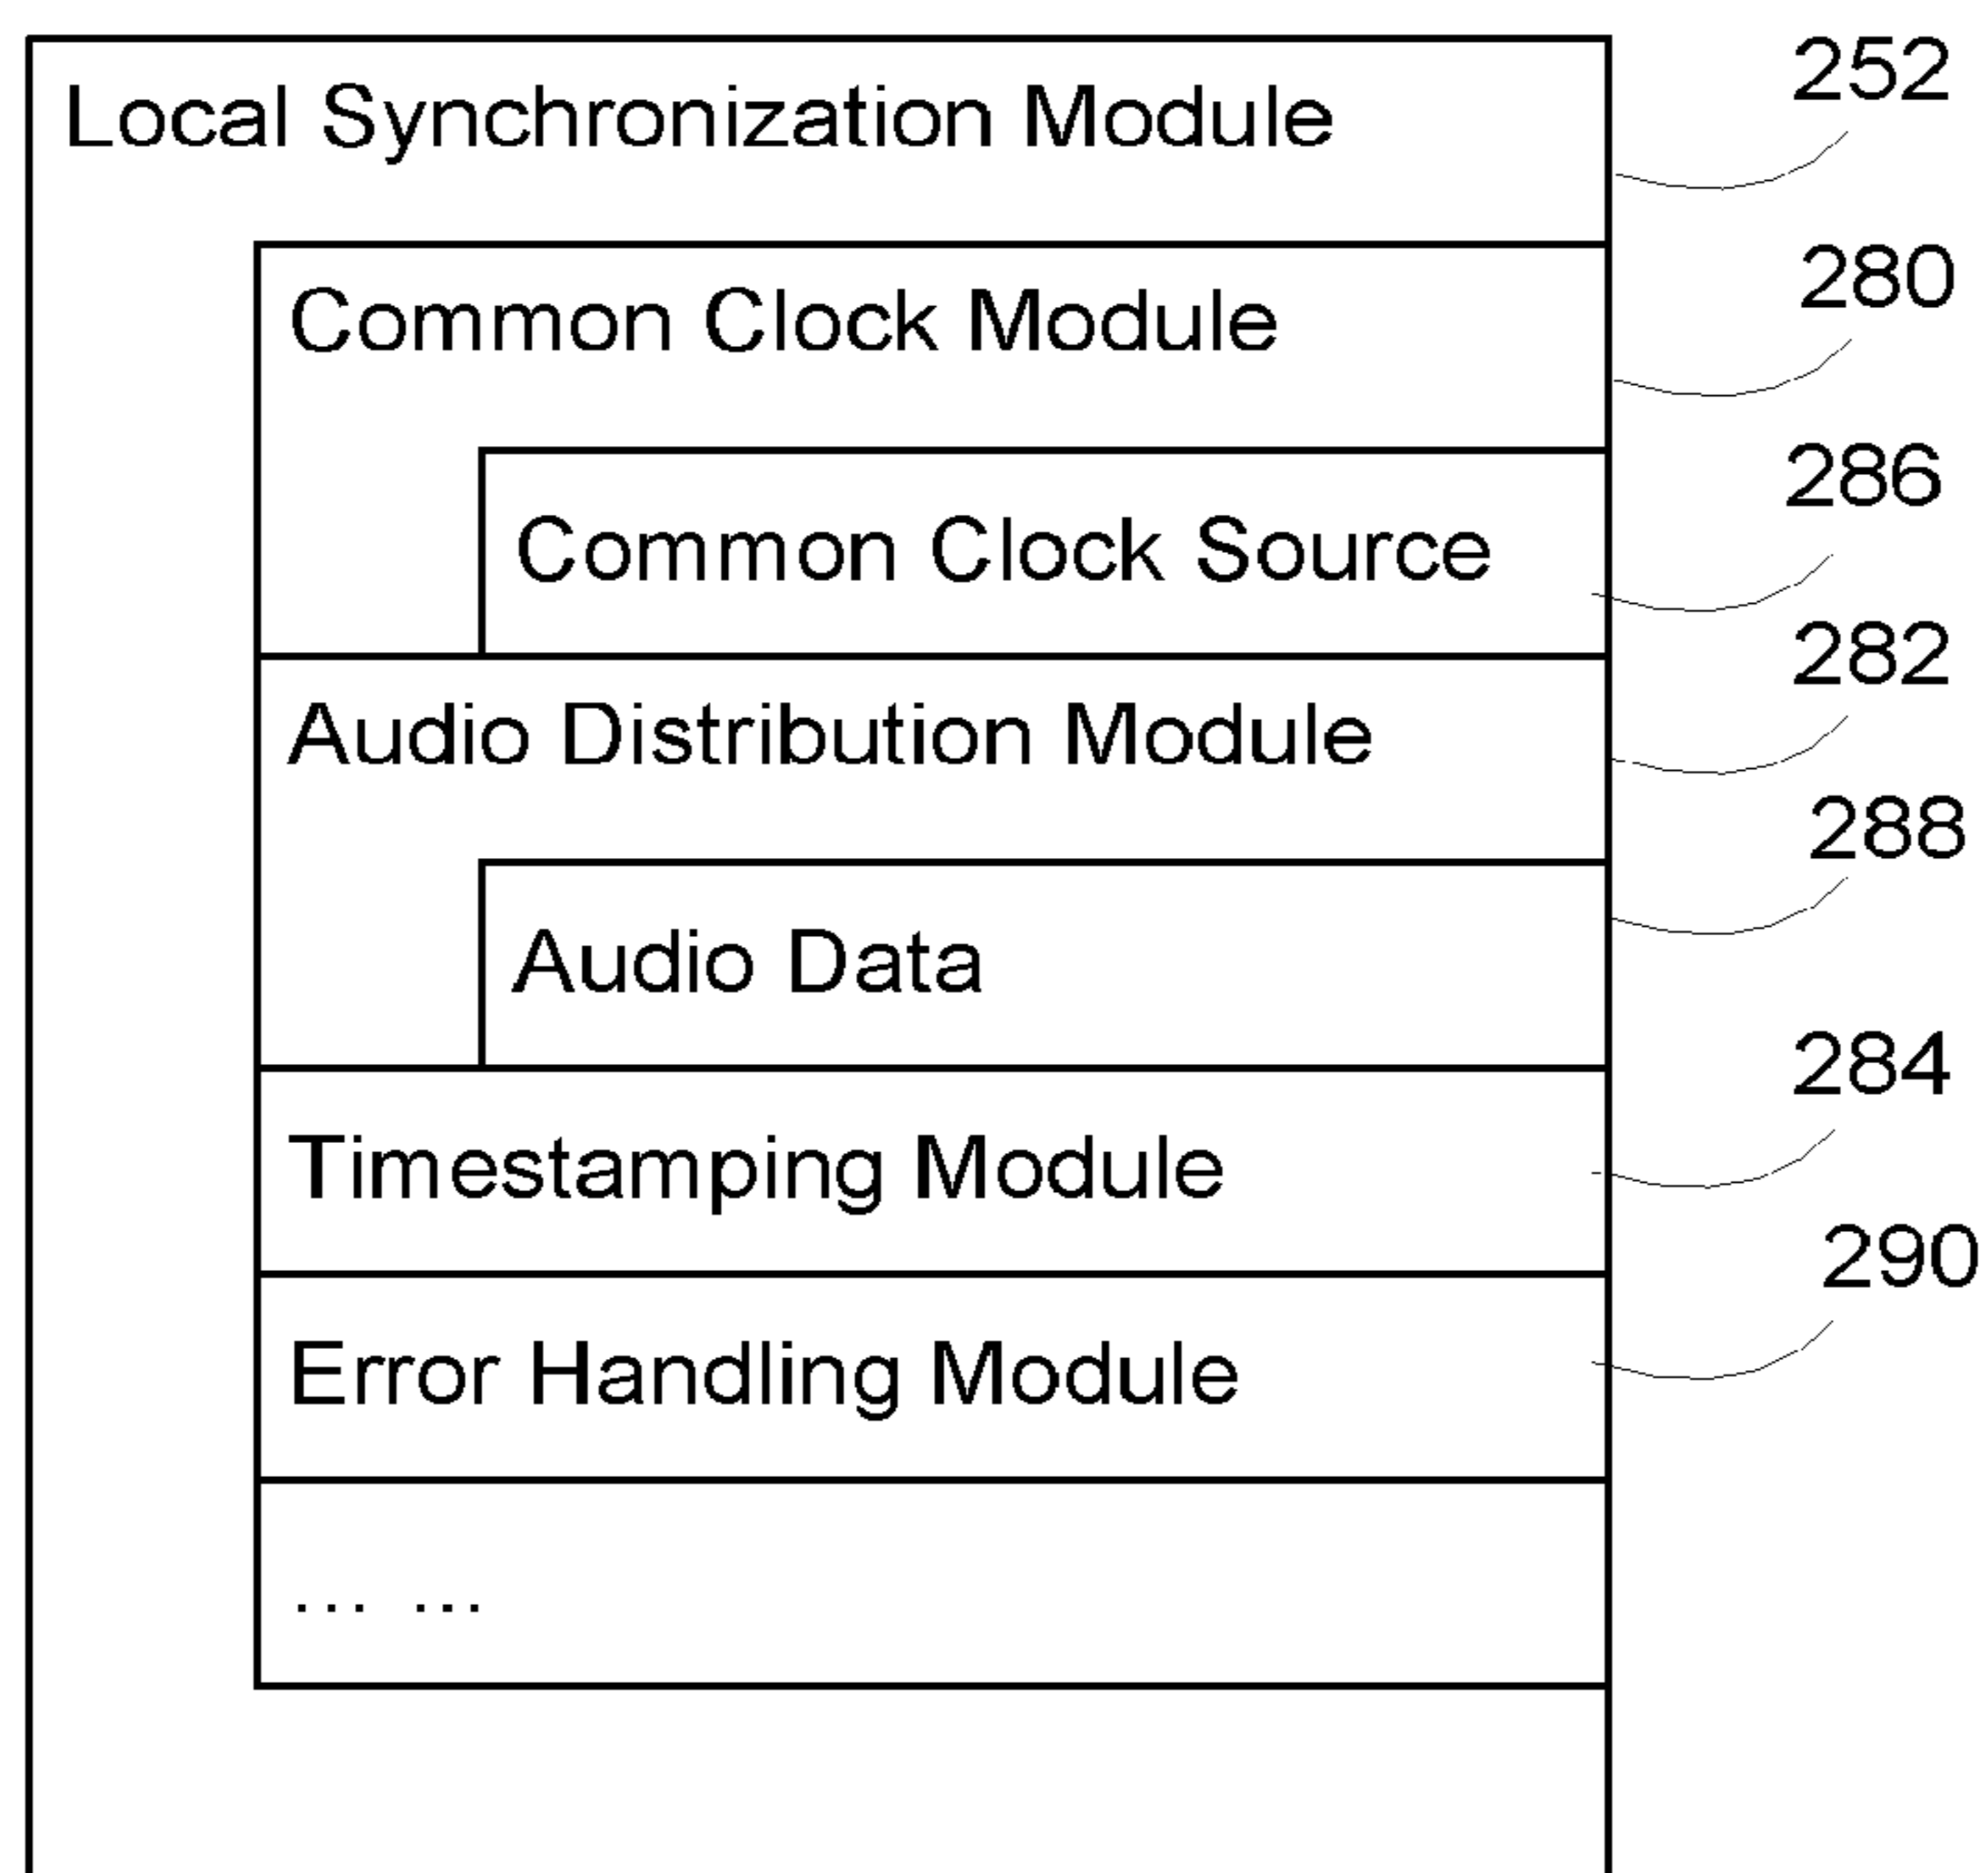 252
Local Synchronization Module
280
Common Clock Module
286
Common Clock Source
282
Audio Distribution Module
288
Audio Data
284
Timestamping Module
290
Error Handling Module
... ...